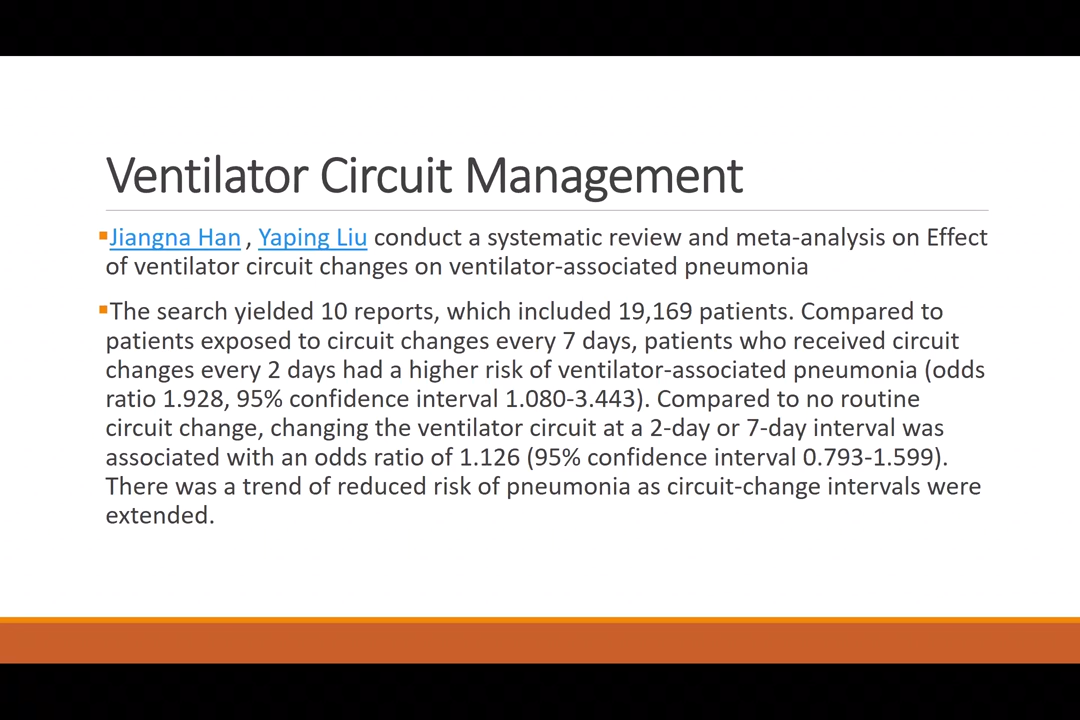 Ventilator Circuit Management
▪Jiangna Han , Yaping Liu conduct a systematic review and meta-analysis on Effect
of ventilator circuit changes on ventilator-associated pneumonia
▪The search yielded 10 reports, which included 19,169 patients. Compared to
patients exposed to circuit changes every 7 days, patients who received circuit
changes every 2 days had a higher risk of ventilator-associated pneumonia (odds
ratio 1.928, 95% confidence interval 1.080-3.443). Compared to no routine
circuit change, changing the ventilator circuit at a 2-day or 7-day interval was
associated with an odds ratio of 1.126 (95% confidence interval 0.793-1.599).
There was a trend of reduced risk of pneumonia as circuit-change intervals were
extended.